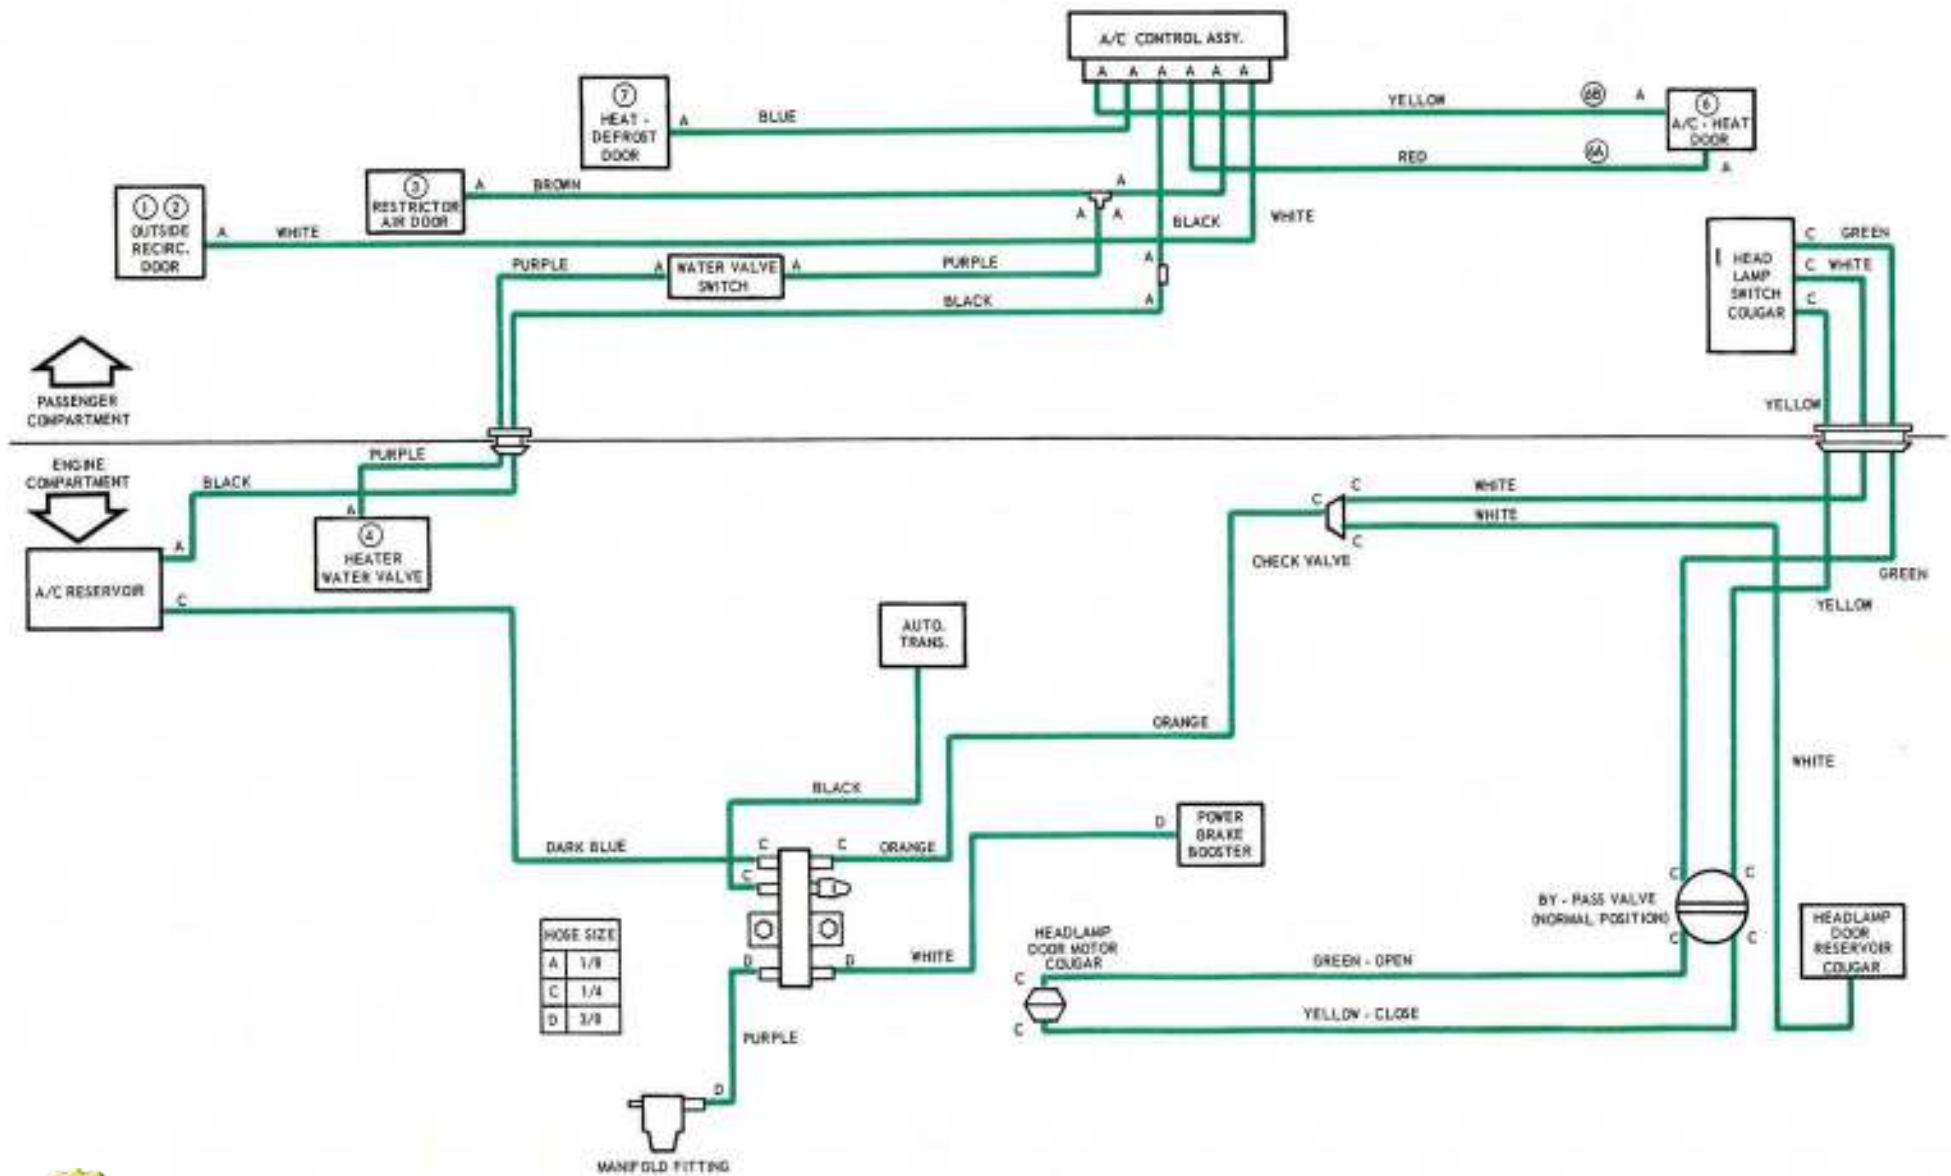 A/C CONTROL ASSY.
A A A A A A
7
HEAT -
DEFROST
DOOR
A
BLUE
YELLOW
6B
A
6
A/C - HEAT
DOOR
RED
6A
A
3
RESTRICTOR
AIR DOOR
A
BROWN
A
A A
BLACK
WHITE
1 2
OUTSIDE
RECIRC.
DOOR
A
WHITE
PURPLE
A
WATER VALVE
SWITCH
A
PURPLE
A
BLACK
A
HEAD
LAMP
SWITCH
COUGAR
C GREEN
C WHITE
C
YELLOW
PASSENGER
COMPARTMENT
ENGINE
COMPARTMENT
PURPLE
BLACK
A
4
HEATER
WATER VALVE
A
A/C RESERVOIR
C
C
C
WHITE
WHITE
C
CHECK VALVE
GREEN
YELLOW
AUTO.
TRANS.
ORANGE
BLACK
WHITE
DARK BLUE
C
C
ORANGE
C
D
POWER
BRAKE
BOOSTER
HOSE SIZE
A 1/8
C 1/4
D 3/8
D
D
WHITE
PURPLE
D
MANIFOLD FITTING
HEADLAMP
DOOR MOTOR
COUGAR
C
C
GREEN - OPEN
YELLOW - CLOSE
BY - PASS VALVE
(NORMAL POSITION)
C C
C C
HEADLAMP
DOOR
RESERVOIR
COUGAR